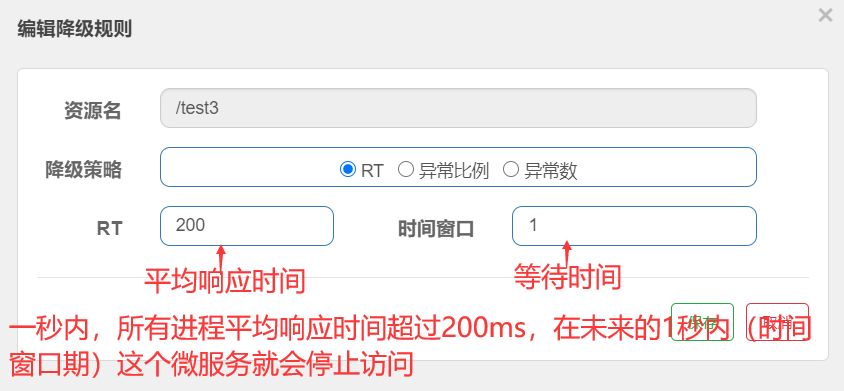 编辑降级规则 ×
资源名 /test3
降级策略 RT 异常比例 异常数
RT 200 时间窗口 1
平均响应时间 等待时间
保存 取消
一秒内，所有进程平均响应时间超过200ms，在未来的1秒内（时间
窗口期）这个微服务就会停止访问